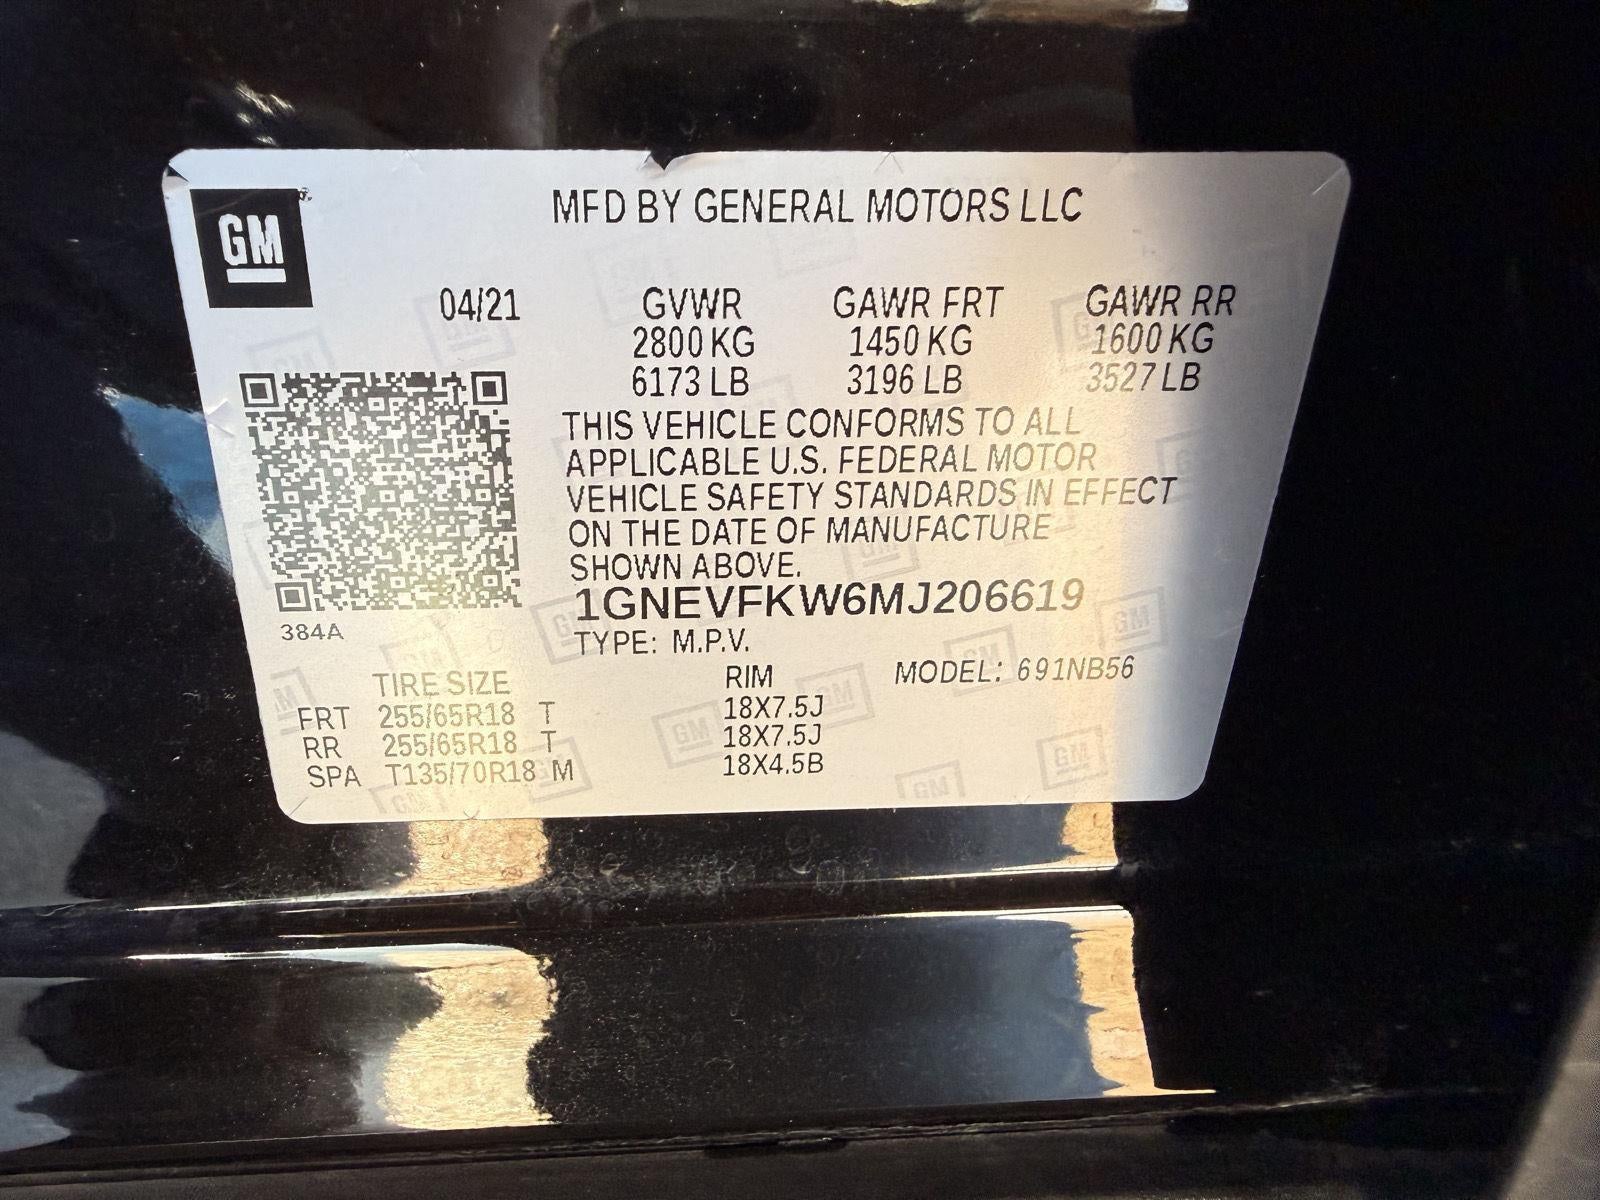 GM
MFD BY GENERAL MOTORS LLC
04/21 GVWR GAWR FRT GAWR RR
2800 KG 1450 KG 1600 KG
6173 LB 3196 LB 3527 LB
THIS VEHICLE CONFORMS TO ALL
APPLICABLE U.S. FEDERAL MOTOR
VEHICLE SAFETY STANDARDS IN EFFECT
ON THE DATE OF MANUFACTURE
SHOWN ABOVE.
1GNEVFKW6MJ206619
384A
TYPE: M.P.V.
TIRE SIZE RIM MODEL: 691NB56
FRT 255/65R18 T 18X7.5J
RR 255/65R18 T 18X7.5J
SPA T135/70R18 M 18X4.5B